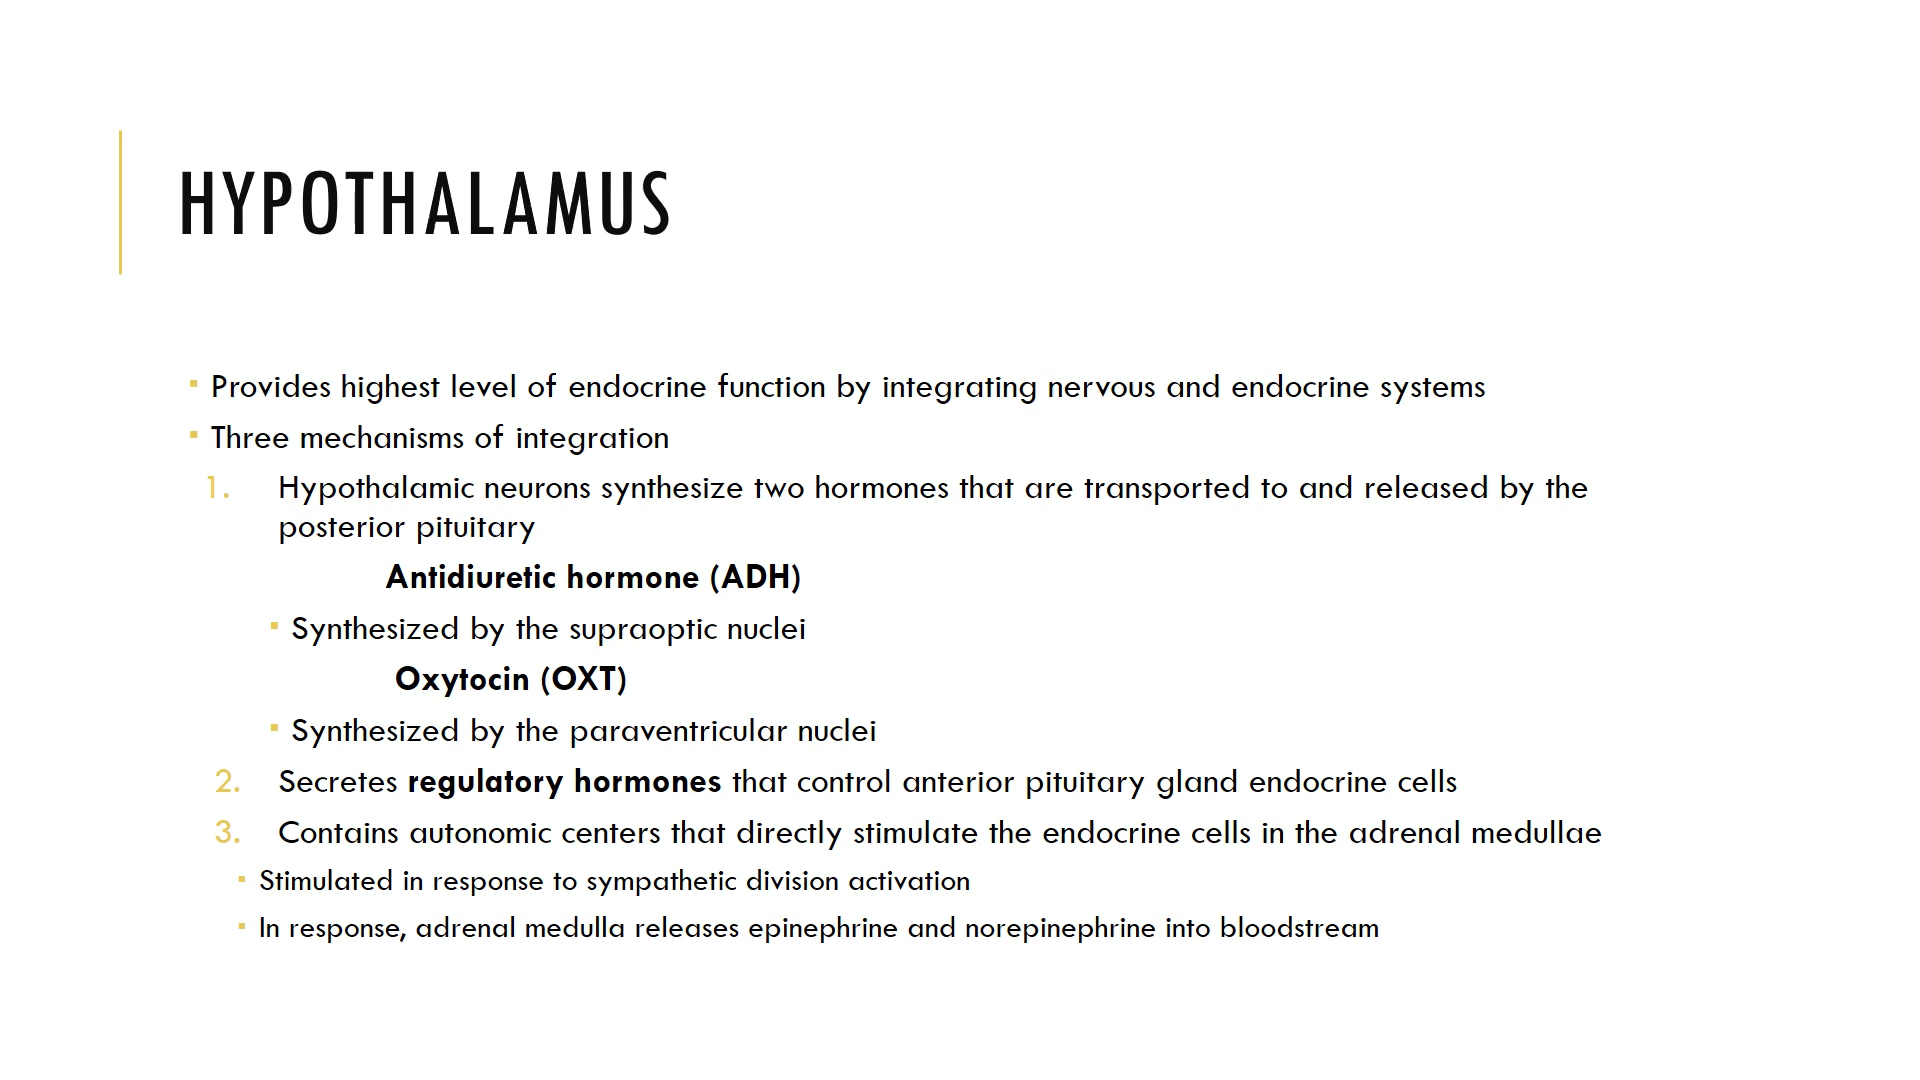 HYPOTHALAMUS
▪ Provides highest level of endocrine function by integrating nervous and endocrine systems
▪ Three mechanisms of integration
1. Hypothalamic neurons synthesize two hormones that are transported to and released by the
posterior pituitary
Antidiuretic hormone (ADH)
▪ Synthesized by the supraoptic nuclei
Oxytocin (OXT)
▪ Synthesized by the paraventricular nuclei
2. Secretes regulatory hormones that control anterior pituitary gland endocrine cells
3. Contains autonomic centers that directly stimulate the endocrine cells in the adrenal medullae
▪ Stimulated in response to sympathetic division activation
▪ In response, adrenal medulla releases epinephrine and norepinephrine into bloodstream